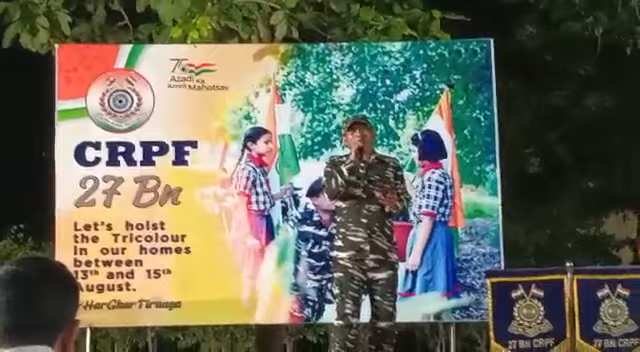 75
Azadi Ka
Amrit Mahotsav
CRPF
27 Bn
Let's hoist
the Tricolour
in our homes
between
13th and 15th
August.
HarGharTiranga
27 BN CRPF
27 BN CRPF